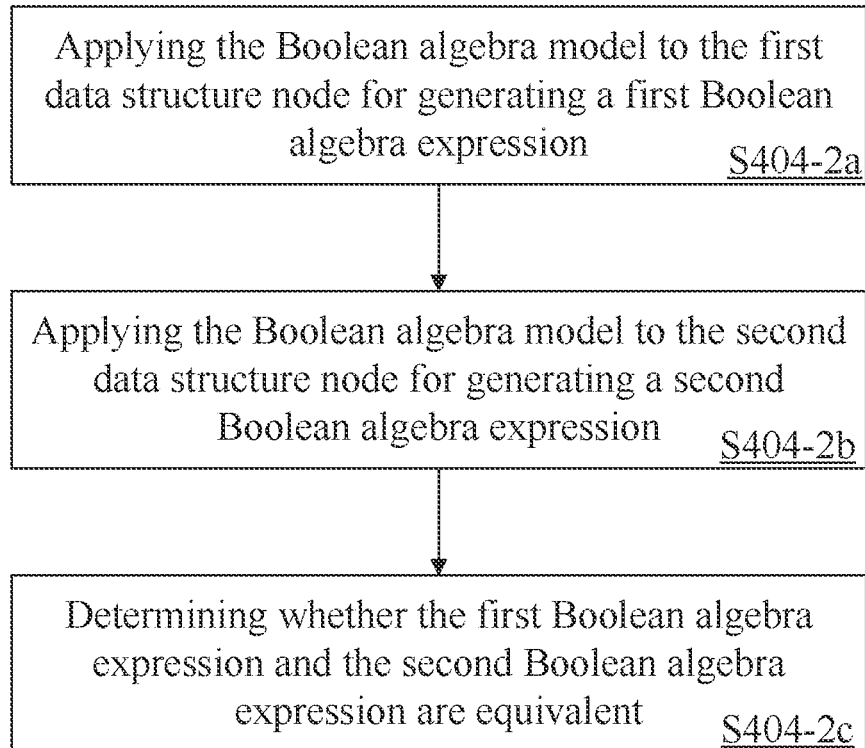 Applying the Boolean algebra model to the first
data structure node for generating a first Boolean
algebra expression
S404-2a
Applying the Boolean algebra model to the second
data structure node for generating a second
Boolean algebra expression
S404-2b
Determining whether the first Boolean algebra
expression and the second Boolean algebra
expression are equivalent
S404-2c